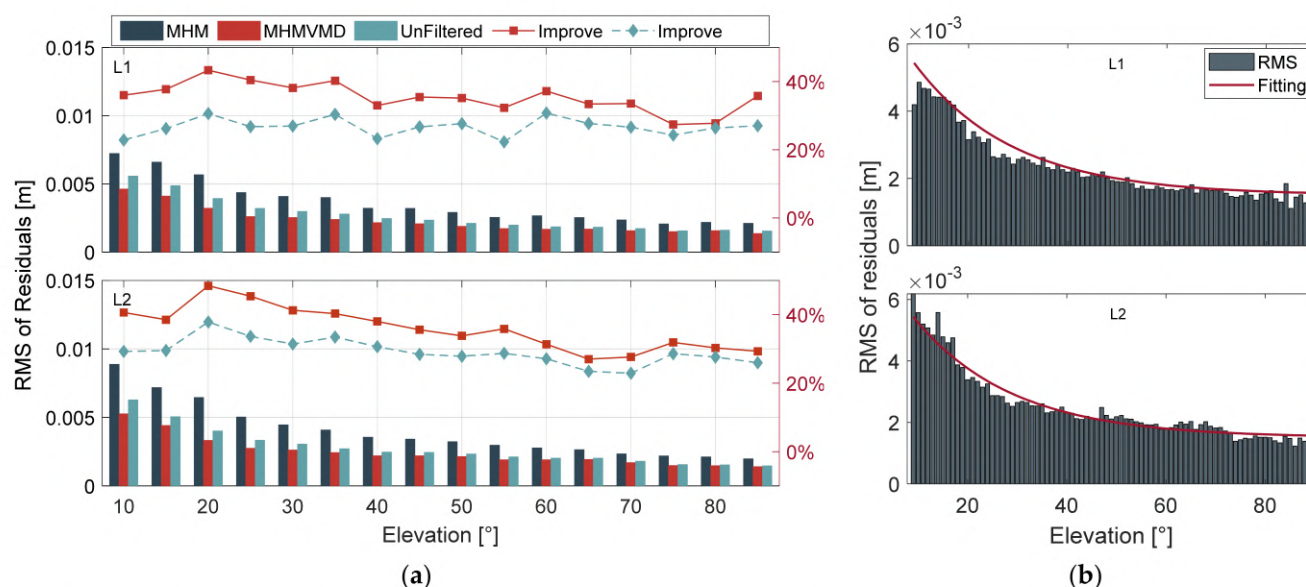 MHM MHMVMD UnFiltered Improve Improve
RMS of Residuals [m]
0.015
0.01
0.005
0
L1
40%
20%
0%
0.015
0.01
0.005
0
L2
40%
20%
0%
10 20 30 40 50 60 70 80
Elevation [°]
(a)
RMS of residuals [m]
× 10⁻³
6
4
2
0
L1
RMS
Fitting
× 10⁻³
6
4
2
0
L2
20 40 60 80
Elevation [°]
(b)